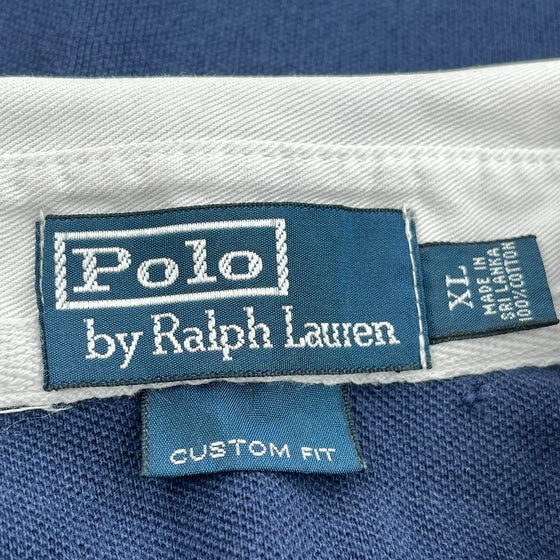 Polo
by Ralph Lauren
XL
MADE IN
SRI LANKA
100% COTTON
CUSTOM FIT